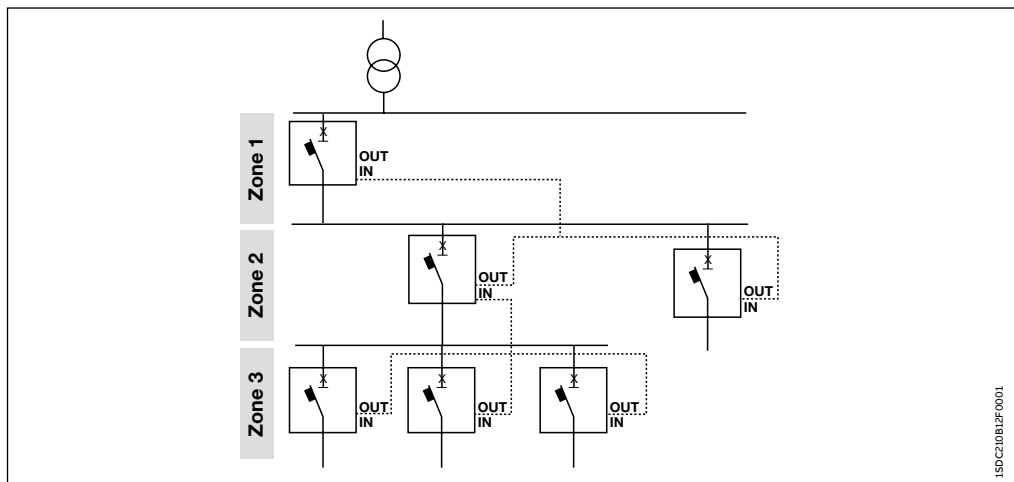 Zone 1
OUT
IN
Zone 2
OUT
IN
OUT
IN
Zone 3
OUT
IN
OUT
IN
OUT
IN
1SDC210B12F0001